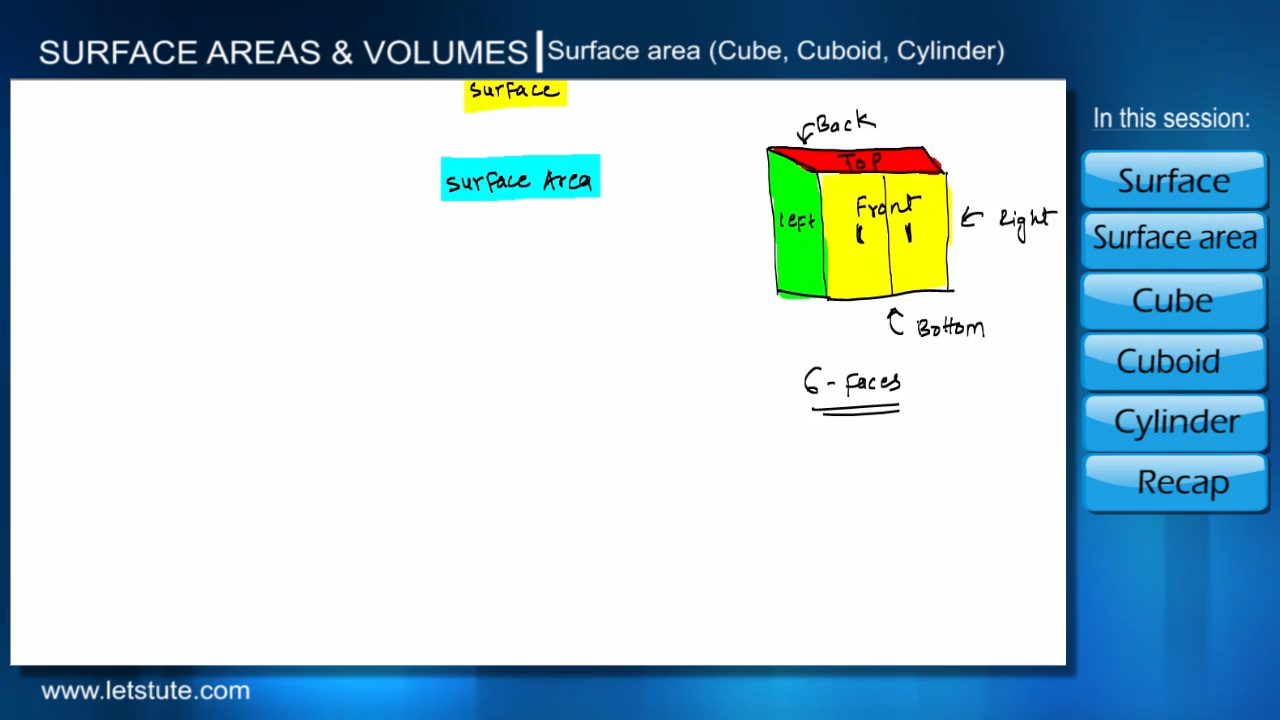 SURFACE AREAS & VOLUMES | Surface area (Cube, Cuboid, Cylinder)
surface
surface Area
Back
Top
Left
Front
Right
Bottom
6 - Faces
In this session:
Surface
Surface area
Cube
Cuboid
Cylinder
Recap
www.letstute.com